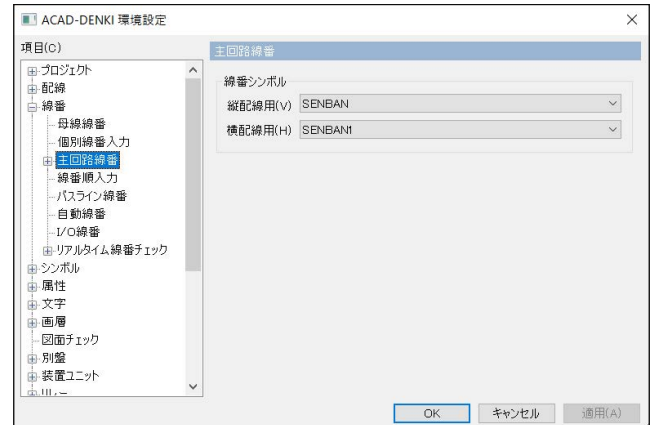 ACAD-DENKI 環境設定
項目(C)
プロジェクト
配線
線番
母線線番
個別線番入力
主回路線番
線番順入力
バスライン線番
自動線番
I/O線番
リアルタイム線番チェック
シンボル
属性
文字
画層
図面チェック
別盤
装置ユニット
リレー
主回路線番
線番シンボル
縦配線用(V) SENBAN
横配線用(H) SENBAN1
OK キャンセル 適用(A)